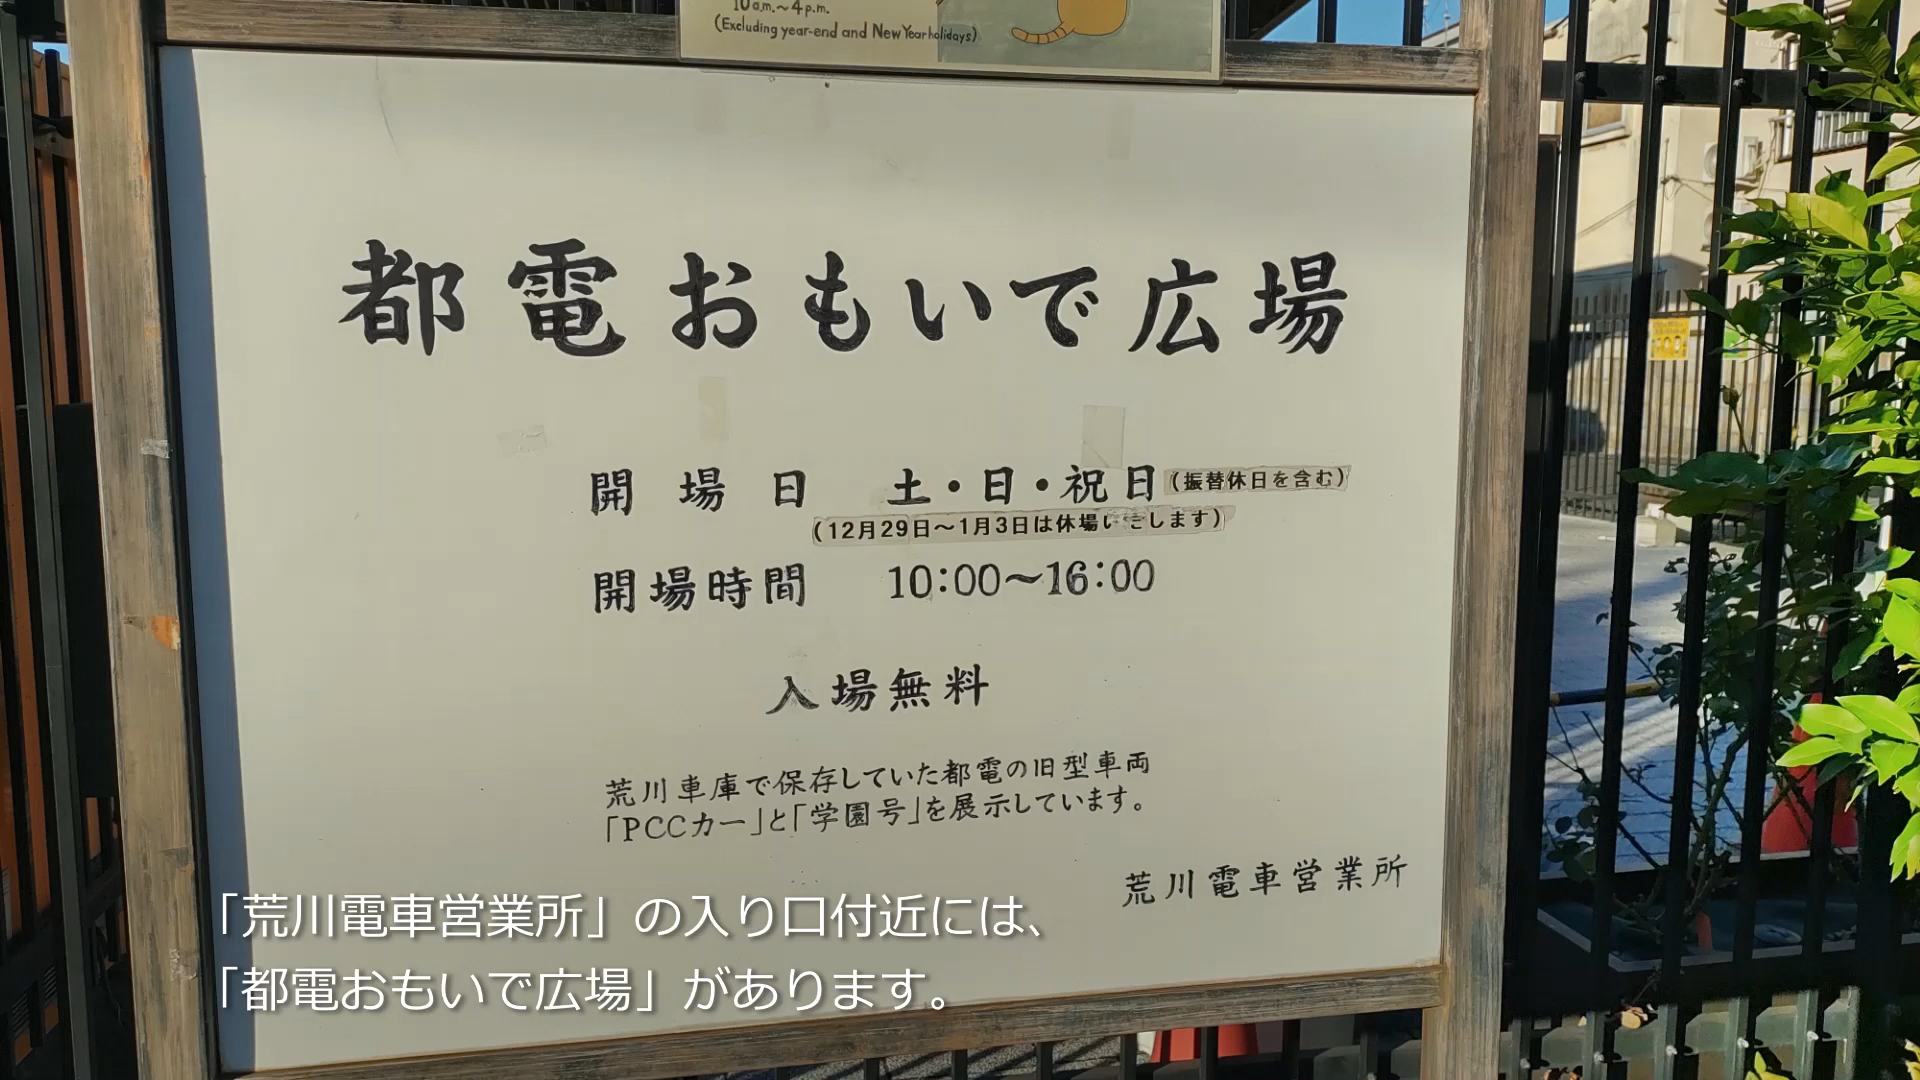 10a.m.～4p.m.
(Excluding year-end and New Year holidays)
都電おもいで広場
開場日 土・日・祝日(振替休日を含む)
(12月29日～1月3日は休場いたします)
開場時間 10:00～16:00
入場無料
荒川車庫で保存していた都電の旧型車両
「PCCカー」と「学園号」を展示しています。
荒川電車営業所
「荒川電車営業所」の入り口付近には、
「都電おもいで広場」があります。